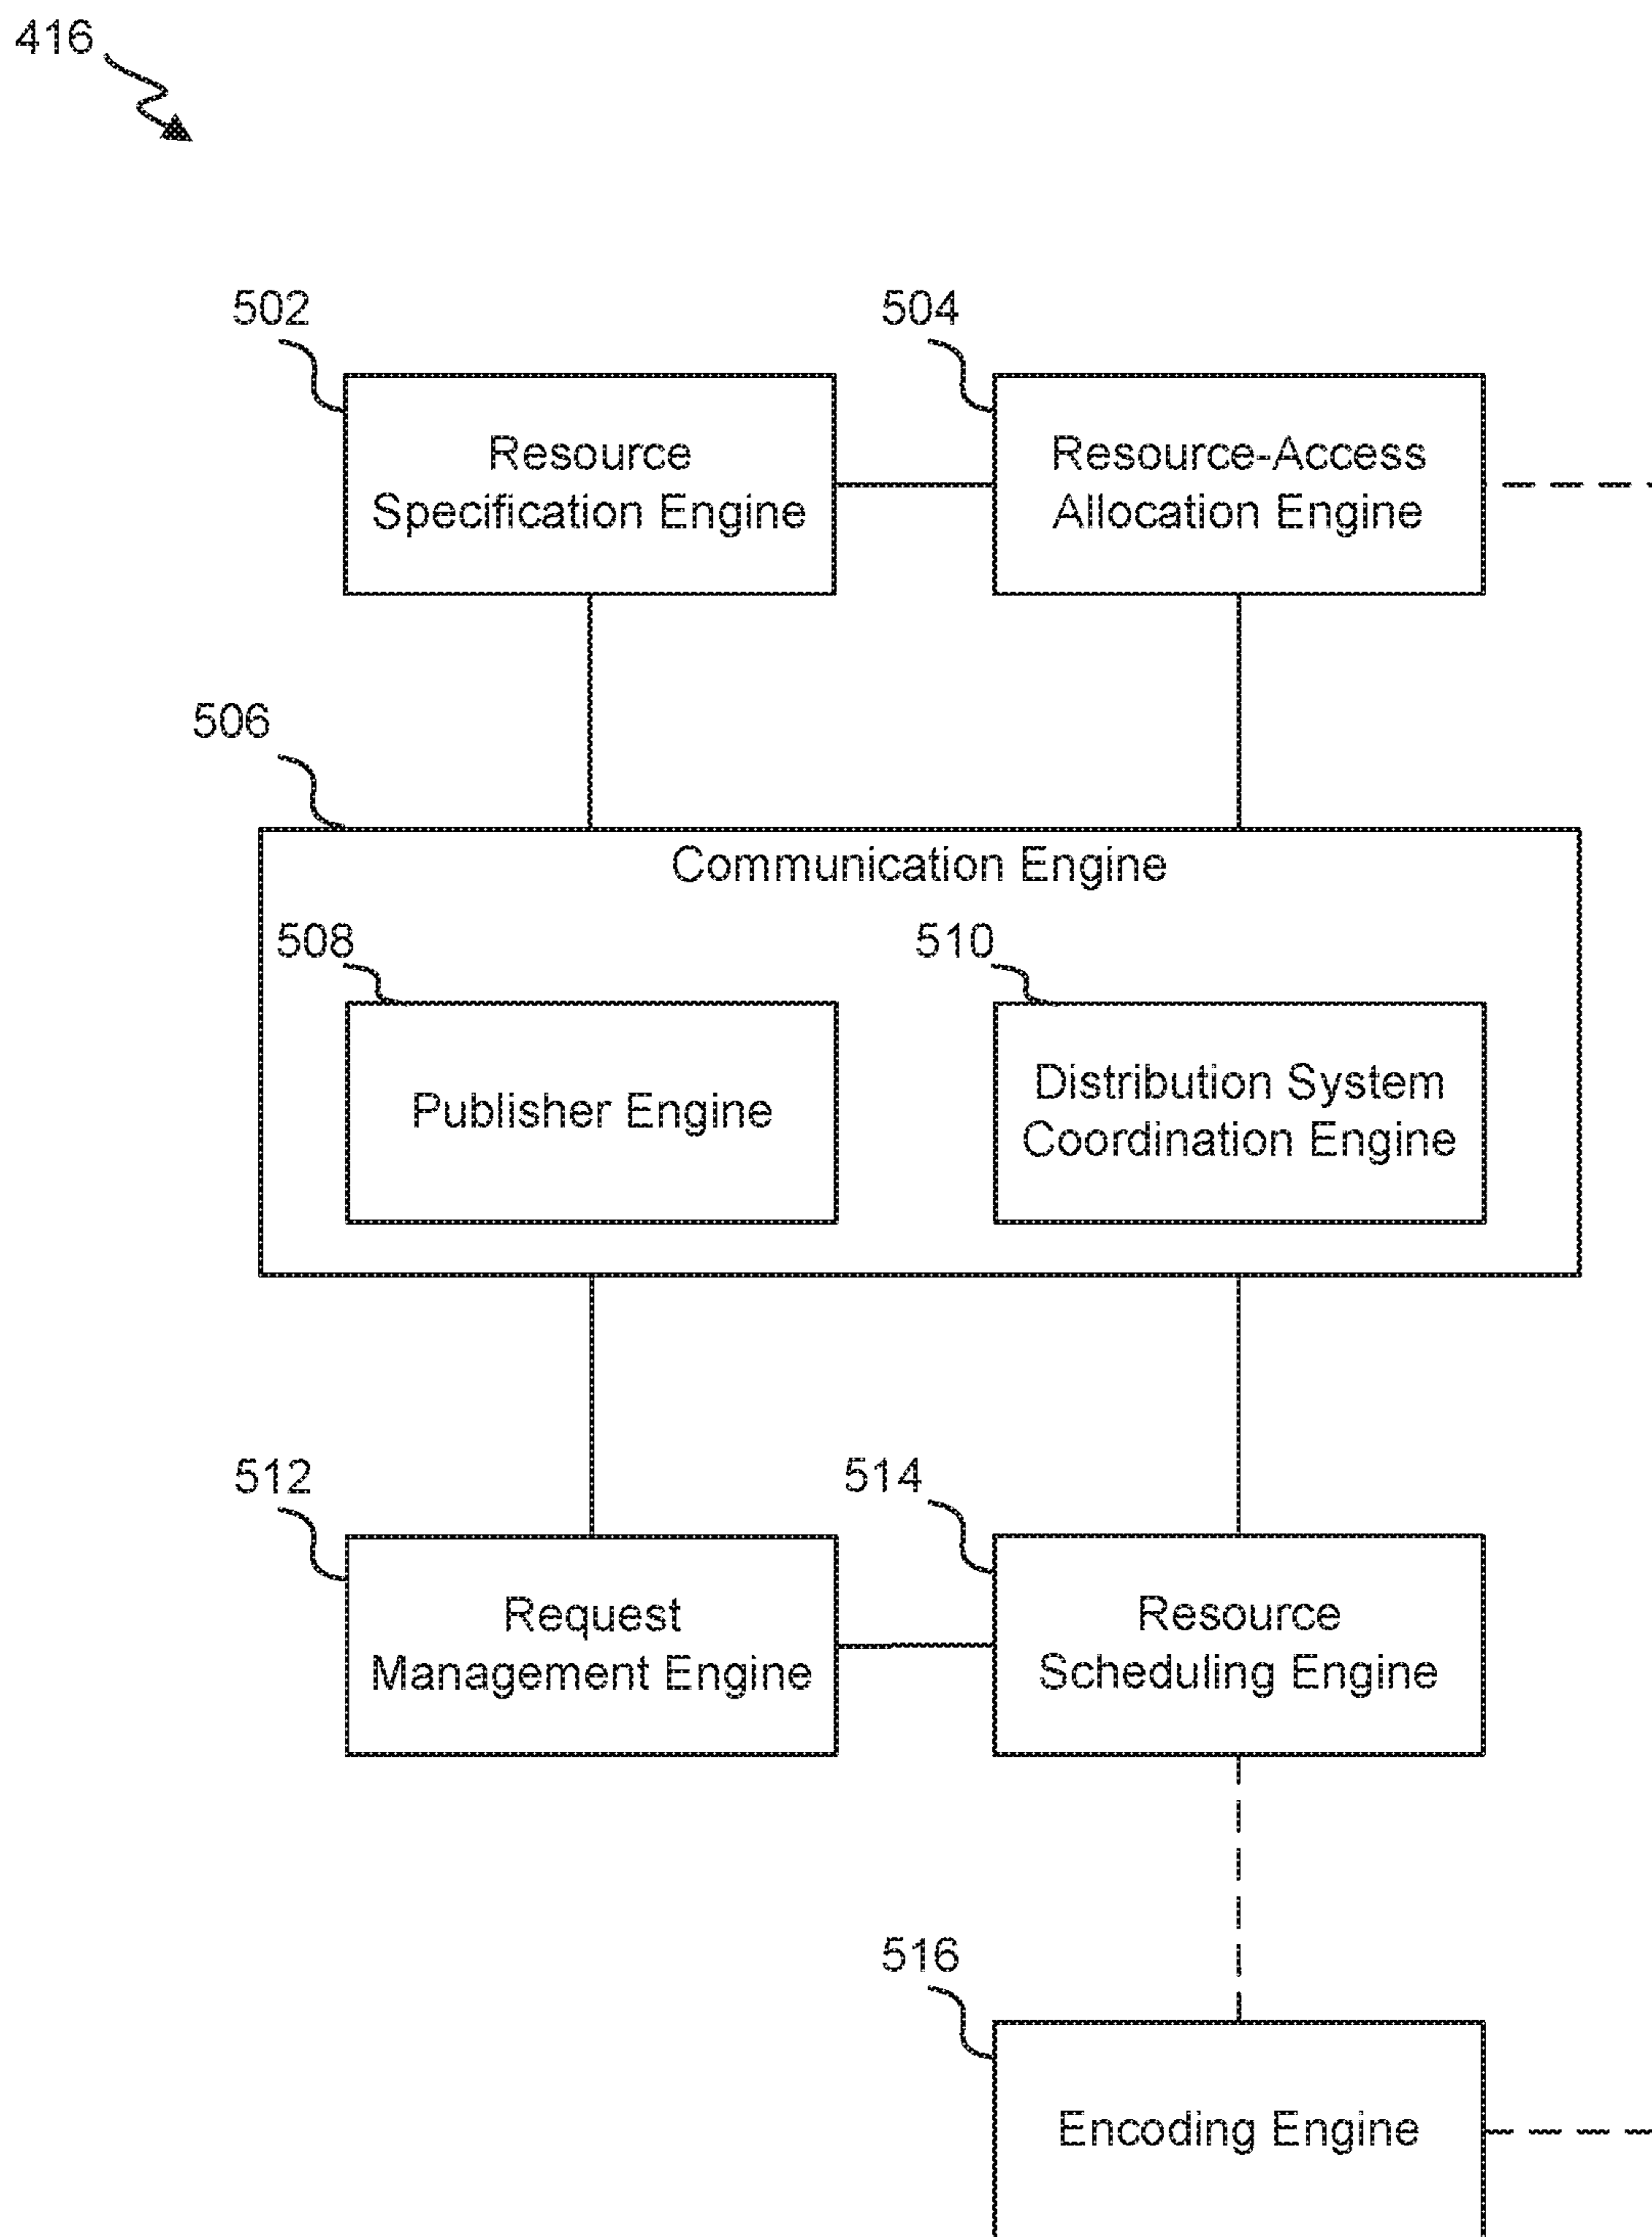 416
502
504
Resource
Specification Engine
Resource-Access
Allocation Engine
506
Communication Engine
508
510
Publisher Engine
Distribution System
Coordination Engine
512
514
Request
Management Engine
Resource
Scheduling Engine
516
Encoding Engine